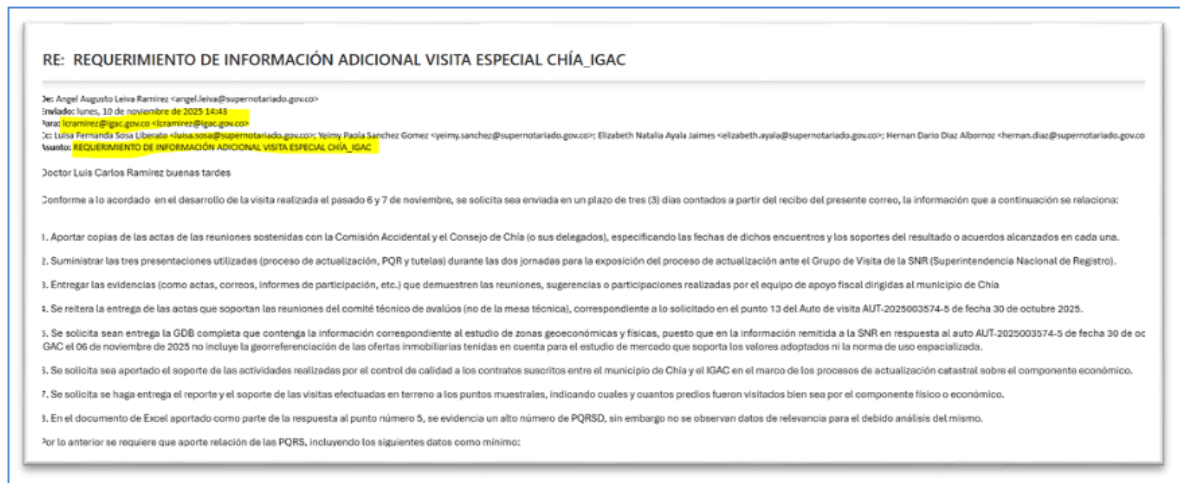 RE: REQUERIMIENTO DE INFORMACIÓN ADICIONAL VISITA ESPECIAL CHÍA_IGAC
De: Angel Augusto Leiva Ramirez <angel.leiva@supernotariado.gov.co>
Enviado: lunes, 10 de noviembre de 2025 14:43
Para: lcramirez@igac.gov.co <lcramirez@igac.gov.co>
Cc: Luisa Fernanda Sosa Liberato <luisa.sosa@supernotariado.gov.co>; Yeimy Paola Sanchez Gomez <yeimy.sanchez@supernotariado.gov.co>; Elizabeth Natalia Ayala Jaimes <elizabeth.ayala@supernotariado.gov.co>; Hernan Dario Diaz Albornoz <hernan.diaz@supernotariado.gov.co
Asunto: REQUERIMIENTO DE INFORMACIÓN ADICIONAL VISITA ESPECIAL CHÍA_IGAC
Doctor Luis Carlos Ramírez buenas tardes
Conforme a lo acordado en el desarrollo de la visita realizada el pasado 6 y 7 de noviembre, se solicita sea enviada en un plazo de tres (3) dias contados a partir del recibo del presente correo, la información que a continuación se relaciona:
1. Aportar copias de las actas de las reuniones sostenidas con la Comisión Accidental y el Consejo de Chía (o sus delegados), especificando las fechas de dichos encuentros y los soportes del resultado o acuerdos alcanzados en cada una.
2. Suministrar las tres presentaciones utilizadas (proceso de actualización, PQR y tutelas) durante las dos jornadas para la exposición del proceso de actualización ante el Grupo de Visita de la SNR (Superintendencia Nacional de Registro).
3. Entregar las evidencias (como actas, correos, informes de participación, etc.) que demuestren las reuniones, sugerencias o participaciones realizadas por el equipo de apoyo fiscal dirigidas al municipio de Chía
4. Se reitera la entrega de las actas que soportan las reuniones del comité técnico de avalúos (no de la mesa técnica), correspondiente a lo solicitado en el punto 13 del Auto de visita AUT-2025003574-5 de fecha 30 de octubre 2025.
5. Se solicita sean entrega la GDB completa que contenga la información correspondiente al estudio de zonas geoeconómicas y físicas, puesto que en la información remitida a la SNR en respuesta al auto AUT-2025003574-5 de fecha 30 de oc
IGAC el 06 de noviembre de 2025 no incluye la georreferenciación de las ofertas inmobiliarias tenidas en cuenta para el estudio de mercado que soporta los valores adoptados ni la norma de uso espacializada.
6. Se solicita sea aportado el soporte de las actividades realizadas por el control de calidad a los contratos suscritos entre el municipio de Chía y el IGAC en el marco de los procesos de actualización catastral sobre el componente económico.
7. Se solicita se haga entrega el reporte y el soporte de las visitas efectuadas en terreno a los puntos muestrales, indicando cuales y cuantos predios fueron visitados bien sea por el componente físico o económico.
8. En el documento de Excel aportado como parte de la respuesta al punto número 5, se evidencia un alto número de PQRSD, sin embargo no se observan datos de relevancia para el debido análisis del mismo.
Por lo anterior se requiere que aporte relación de las PQRS, incluyendo los siguientes datos como mínimo: